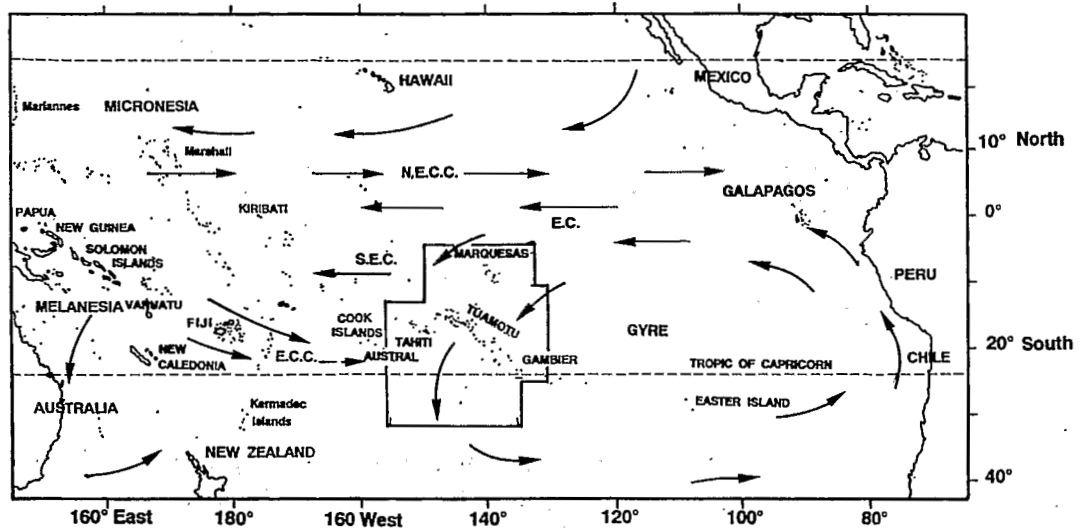 HAWAII
MEXICO
Mariannes
MICRONESIA
10° North
Marshall
N,E.C.C.
GALAPAGOS
KIRIBATI
PAPUA
NEW GUINEA
0°
E.C.
SOLOMON
ISLANDS
MARQUESAS
S.E.C.
PERU
MELANESIA
VANVATU
FIJI
COOK
ISLANDS
TUAMOTU
GYRE
TAHITI
20° South
NEW
CALEDONIA
E.C.C.
AUSTRAL
GAMBIER
TROPIC OF CAPRICORN
CHILE
AUSTRALIA
Kermadec
Islands
EASTER ISLAND
NEW ZEALAND
40°
160° East
180°
160 West
140°
120°
100°
80°